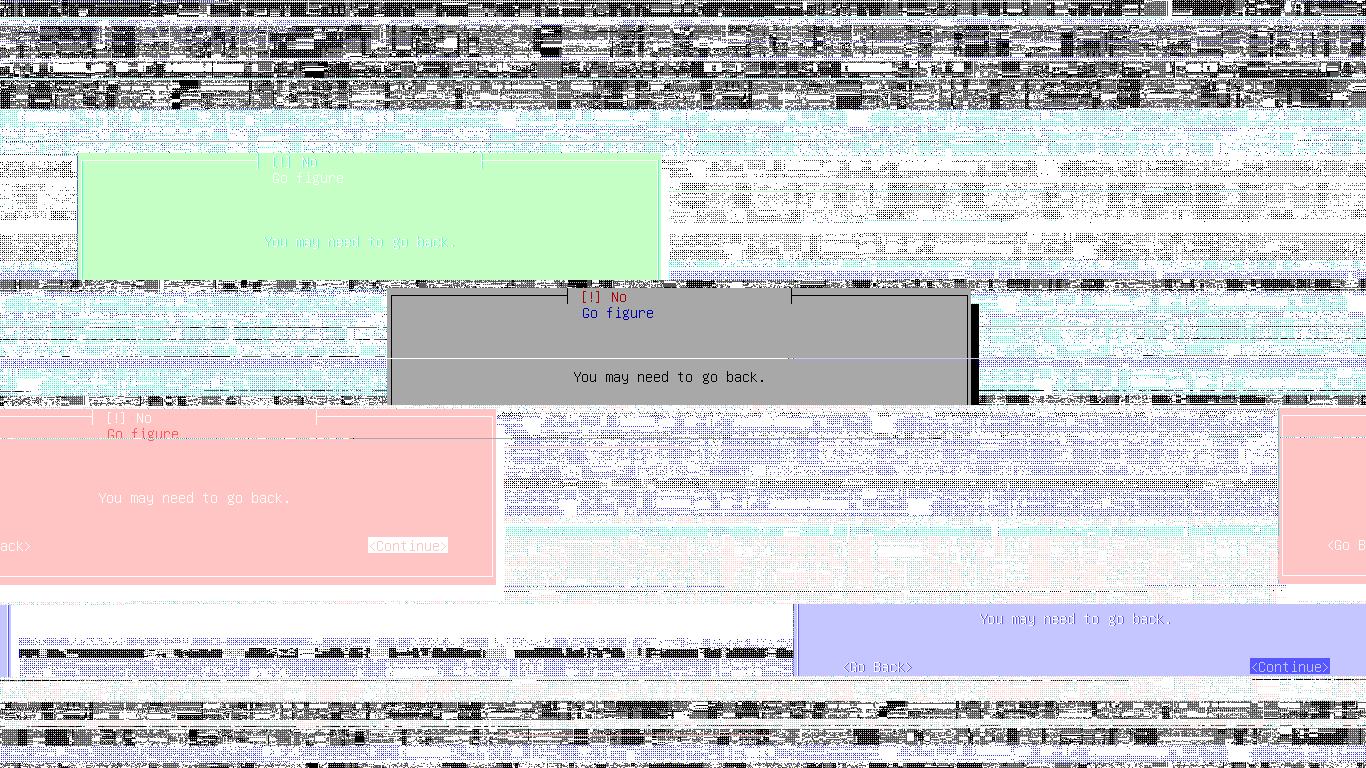 [!] No
Go figure
You may need to go back.
[!] No
Go figure
You may need to go back.
[!] No
Go figure
You may need to go back.
ack>
<Continue>
<Go B
You may need to go back.
<Go Back>
<Continue>